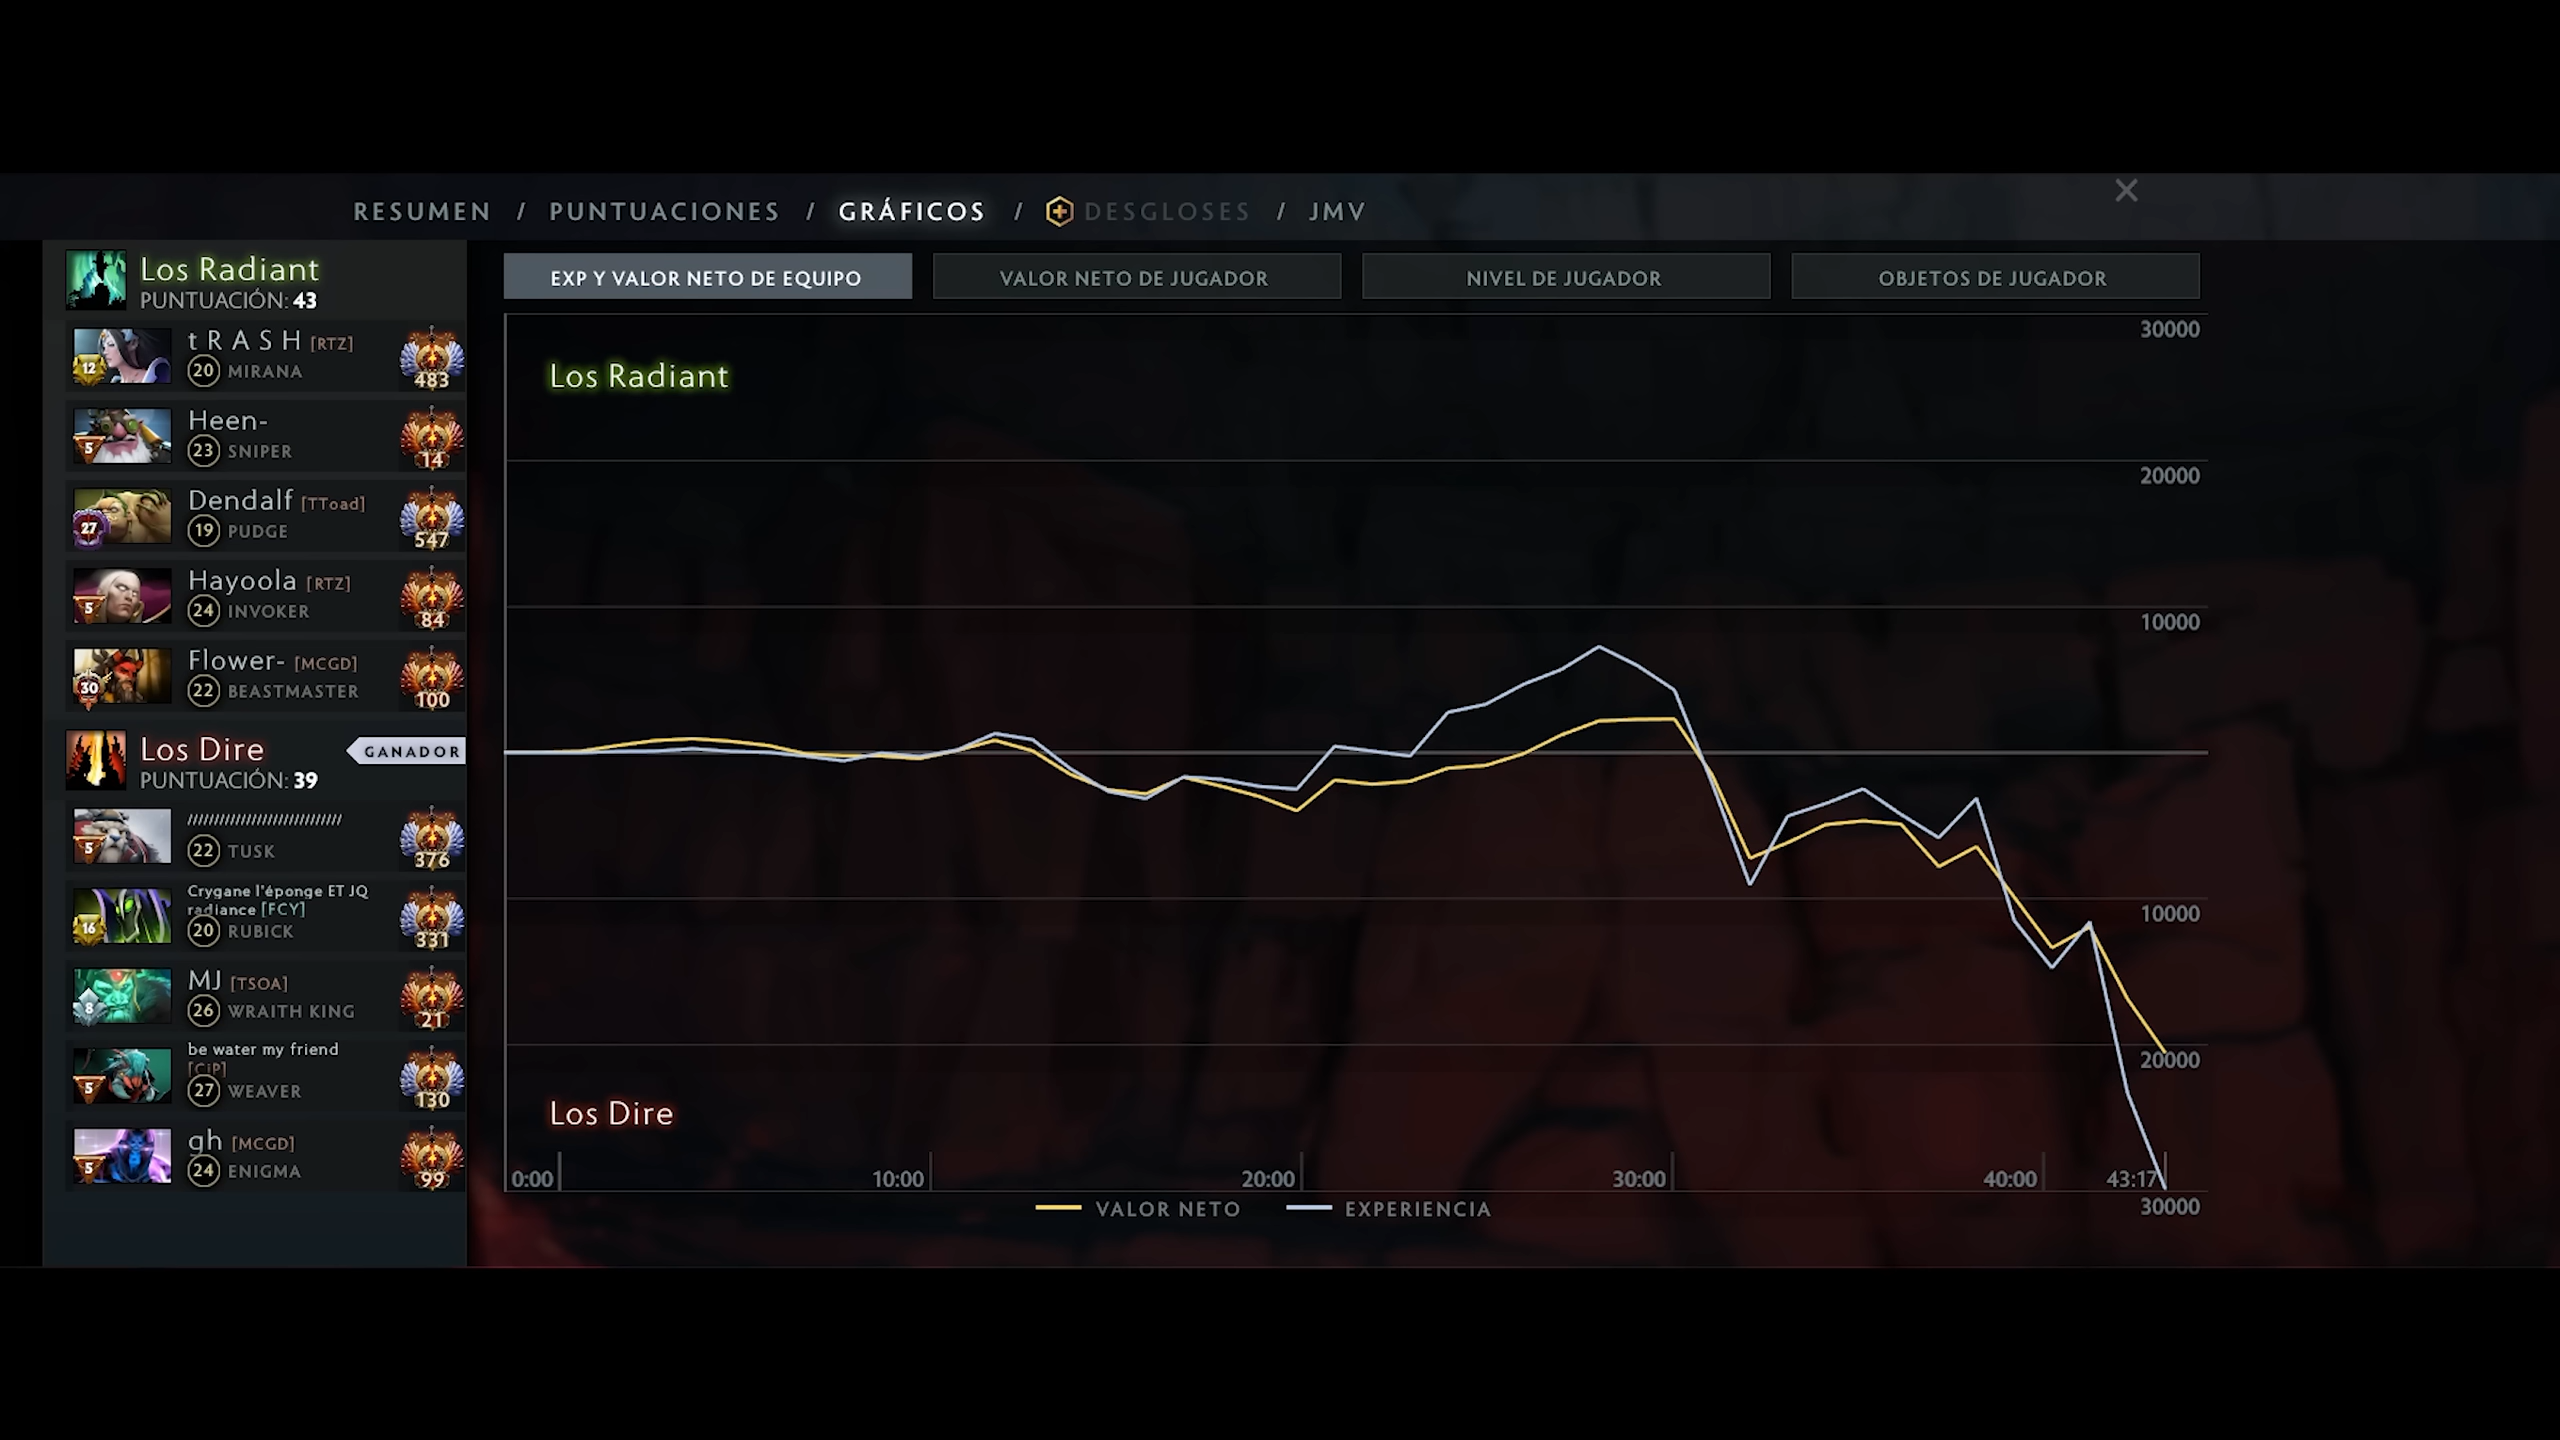 RESUMEN / PUNTUACIONES / GRÁFICOS / DESGLOSES / JMV
Los Radiant
PUNTUACIÓN: 43
t R A S H [RTZ]
12
20 MIRANA
483
Heen-
5
23 SNIPER
14
Dendalf [TToad]
27
19 PUDGE
547
Hayoola [RTZ]
5
24 INVOKER
84
Flower- [MCGD]
30
22 BEASTMASTER
100
Los Dire
GANADOR
PUNTUACIÓN: 39
5
22 TUSK
376
Crygane l'éponge ET JQ
radiance [FCY]
16
20 RUBICK
331
MJ [TSOA]
8
26 WRAITH KING
21
be water my friend
[CiP]
5
27 WEAVER
130
gh [MCGD]
5
24 ENIGMA
99
EXP Y VALOR NETO DE EQUIPO
VALOR NETO DE JUGADOR
NIVEL DE JUGADOR
OBJETOS DE JUGADOR
30000
Los Radiant
20000
10000
10000
20000
Los Dire
0:00
10:00
20:00
30:00
40:00
43:17
30000
VALOR NETO
EXPERIENCIA